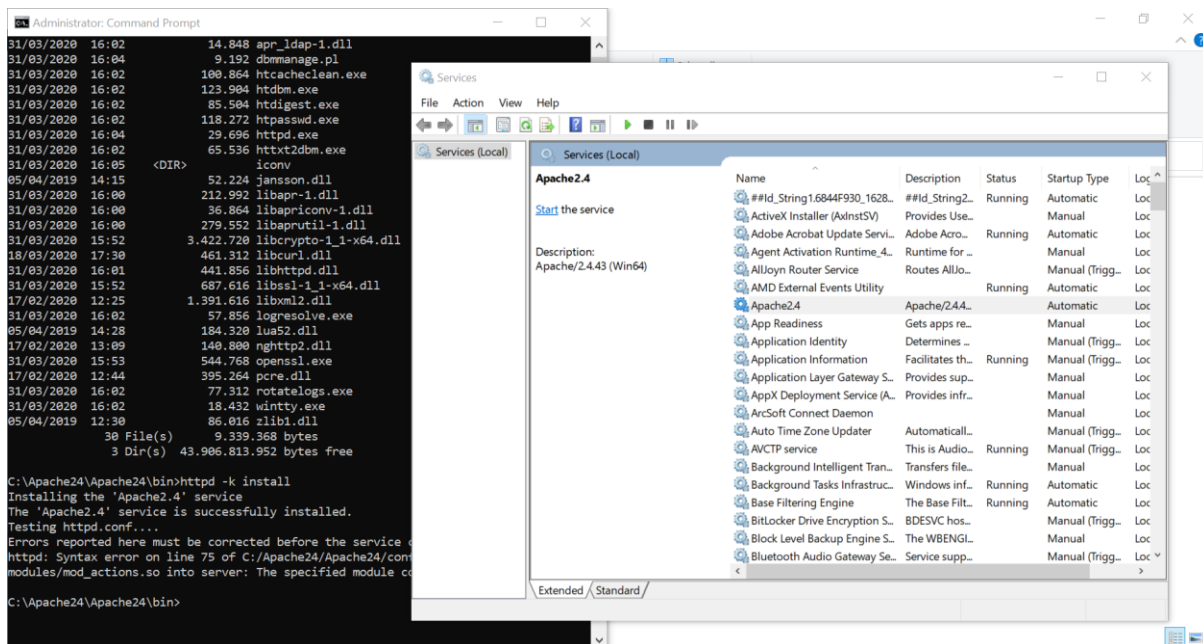 Administrator: Command Prompt
31/03/2020 16:02 14.848 apr_ldap-1.dll
31/03/2020 16:04 9.192 dbmmanage.pl
31/03/2020 16:02 100.864 htcacheclean.exe
31/03/2020 16:02 123.904 htdbm.exe
31/03/2020 16:02 85.504 htdigest.exe
31/03/2020 16:02 118.272 htpasswd.exe
31/03/2020 16:04 29.696 httpd.exe
31/03/2020 16:02 65.536 httxt2dbm.exe
31/03/2020 16:05 <DIR> iconv
05/04/2019 14:15 52.224 jansson.dll
31/03/2020 16:00 212.992 libapr-1.dll
31/03/2020 16:00 36.864 libapriconv-1.dll
31/03/2020 16:00 279.552 libaprutil-1.dll
31/03/2020 15:52 3.422.720 libcrypto-1_1-x64.dll
18/03/2020 17:30 461.312 libcurl.dll
31/03/2020 16:01 441.856 libhttpd.dll
31/03/2020 15:52 687.616 libssl-1_1-x64.dll
17/02/2020 12:25 1.391.616 libxml2.dll
31/03/2020 16:02 57.856 logresolve.exe
05/04/2019 14:28 184.320 lua52.dll
17/02/2020 13:09 140.800 nghttp2.dll
31/03/2020 15:53 544.768 openssl.exe
17/02/2020 12:44 395.264 pcre.dll
31/03/2020 16:02 77.312 rotatelogs.exe
31/03/2020 16:02 18.432 wintty.exe
05/04/2019 12:30 86.016 zlib1.dll
30 File(s) 9.339.368 bytes
3 Dir(s) 43.906.813.952 bytes free
C:\Apache24\Apache24\bin>httpd -k install
Installing the 'Apache2.4' service
The 'Apache2.4' service is successfully installed.
Testing httpd.conf....
Errors reported here must be corrected before the service
httpd: Syntax error on line 75 of C:/Apache24/Apache24/con
modules/mod_actions.so into server: The specified module
C:\Apache24\Apache24\bin>
Services
File Action View Help
Services (Local)
Services (Local)
Apache2.4
Start the service
Description:
Apache/2.4.43 (Win64)
Name Description Status Startup Type Log
##Id_String1.6844F930_1628... ##Id_String2... Running Automatic Loc
ActiveX Installer (AxInstSV) Provides Use... Manual Loc
Adobe Acrobat Update Servi... Adobe Acro... Running Automatic Loc
Agent Activation Runtime_4... Runtime for ... Manual Loc
AllJoyn Router Service Routes AllJo... Manual (Trigg... Loc
AMD External Events Utility Running Automatic Loc
Apache2.4 Apache/2.4.4... Automatic Loc
App Readiness Gets apps re... Manual Loc
Application Identity Determines ... Manual (Trigg... Loc
Application Information Facilitates th... Running Manual (Trigg... Loc
Application Layer Gateway S... Provides sup... Manual Loc
AppX Deployment Service (A... Provides infr... Manual Loc
ArcSoft Connect Daemon Manual Loc
Auto Time Zone Updater Automaticall... Manual (Trigg... Loc
AVCTP service This is Audio... Running Manual (Trigg... Loc
Background Intelligent Tran... Transfers file... Manual Loc
Background Tasks Infrastruc... Windows inf... Running Automatic Loc
Base Filtering Engine The Base Filt... Running Automatic Loc
BitLocker Drive Encryption S... BDESVC hos... Manual (Trigg... Loc
Block Level Backup Engine S... The WBENGI... Manual Loc
Bluetooth Audio Gateway Se... Service supp... Manual (Trigg... Loc
Extended Standard